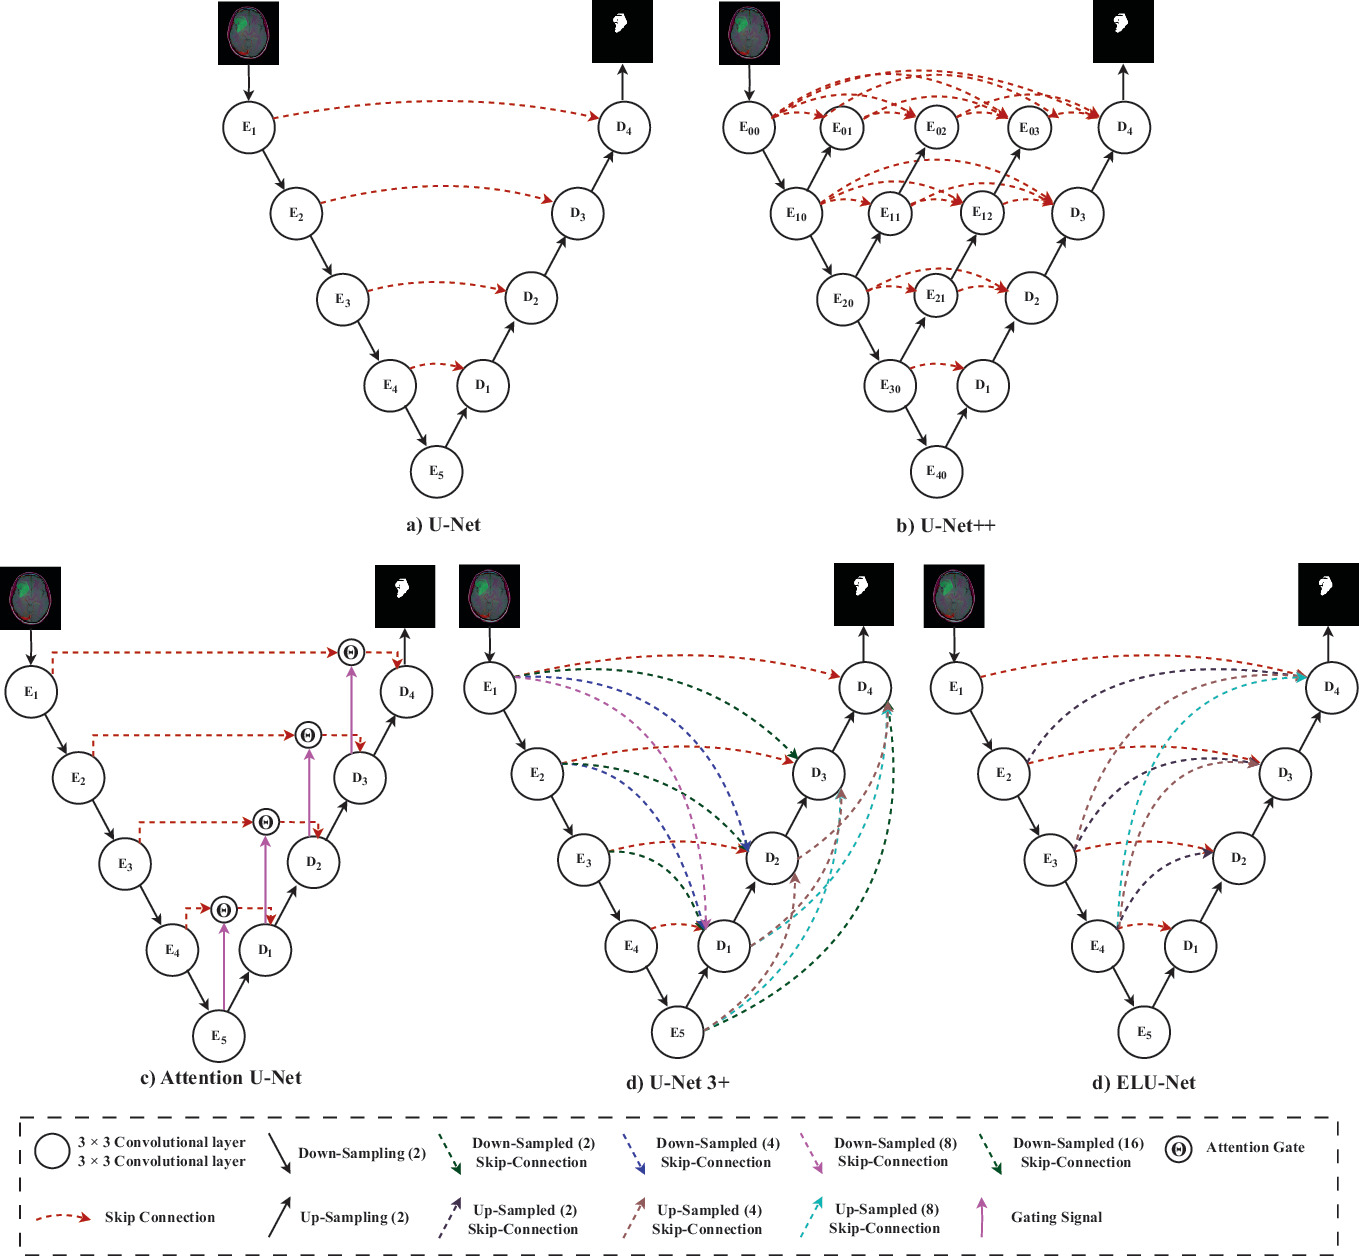 E1
D4
E2
D3
E3
D2
E4
D1
E5
a) U-Net
E00
E01
E02
E03
D4
E10
E11
E12
D3
E20
E21
D2
E30
D1
E40
b) U-Net++
Θ
E1
D4
Θ
E2
D3
Θ
E3
D2
Θ
E4
D1
E5
c) Attention U-Net
E1
D4
E2
D3
E3
D2
E4
D1
E5
d) U-Net 3+
E1
D4
E2
D3
E3
D2
E4
D1
E5
d) ELU-Net
3 × 3 Convolutional layer
3 × 3 Convolutional layer
Down-Sampling (2)
Down-Sampled (2)
Skip-Connection
Down-Sampled (4)
Skip-Connection
Down-Sampled (8)
Skip-Connection
Down-Sampled (16)
Skip-Connection
Θ
Attention Gate
Skip Connection
Up-Sampling (2)
Up-Sampled (2)
Skip-Connection
Up-Sampled (4)
Skip-Connection
Up-Sampled (8)
Skip-Connection
Gating Signal